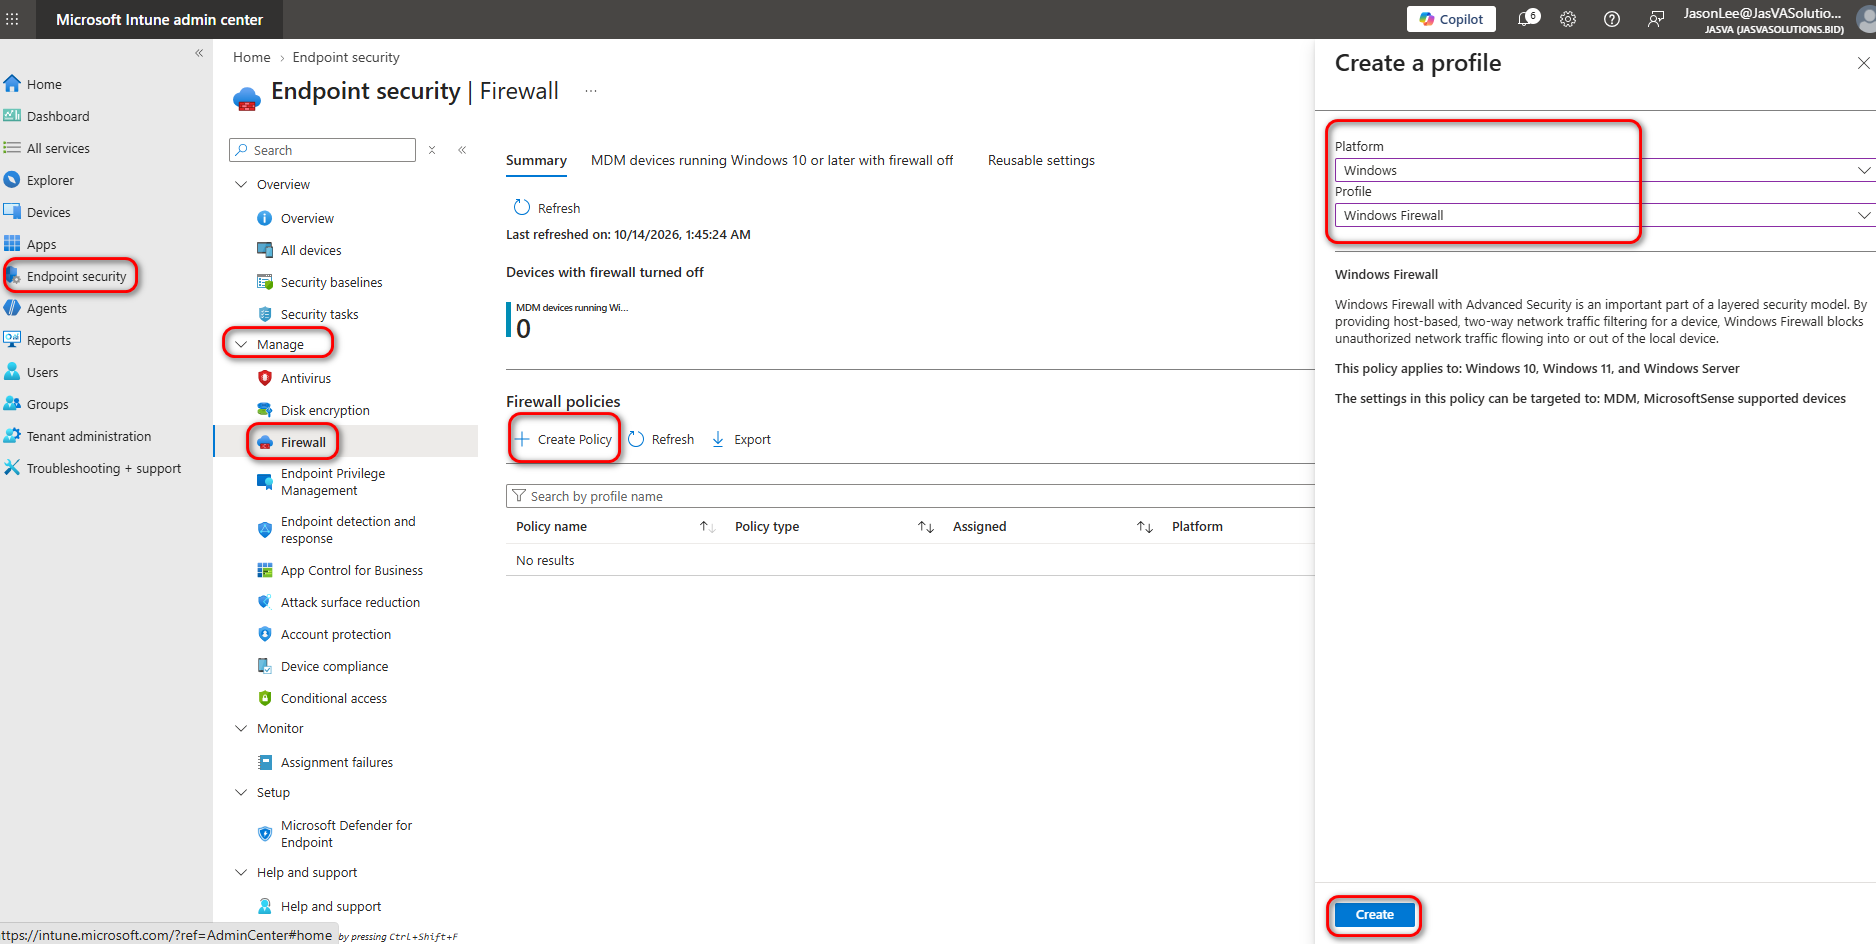 Microsoft Intune admin center
Copilot
6
JasonLee@JasVASolutio...
JASVA (JASVASOLUTIONS.BID)
Home
Dashboard
All services
Explorer
Devices
Apps
Endpoint security
Agents
Reports
Users
Groups
Tenant administration
Troubleshooting + support
Home > Endpoint security
Endpoint security | Firewall ...
Search
Overview
Overview
All devices
Security baselines
Security tasks
Manage
Antivirus
Disk encryption
Firewall
Endpoint Privilege
Management
Endpoint detection and
response
App Control for Business
Attack surface reduction
Account protection
Device compliance
Conditional access
Monitor
Assignment failures
Setup
Microsoft Defender for
Endpoint
Help and support
Help and support
ttps://intune.microsoft.com/?ref=AdminCenter#home
by pressing Ctrl+Shift+F
Summary
MDM devices running Windows 10 or later with firewall off
Reusable settings
Refresh
Last refreshed on: 10/14/2026, 1:45:24 AM
Devices with firewall turned off
MDM devices running Wi...
0
Firewall policies
Create Policy
Refresh
Export
Search by profile name
Policy name
Policy type
Assigned
Platform
No results
Create a profile
Platform
Windows
Profile
Windows Firewall
Windows Firewall
Windows Firewall with Advanced Security is an important part of a layered security model. By
providing host-based, two-way network traffic filtering for a device, Windows Firewall blocks
unauthorized network traffic flowing into or out of the local device.
This policy applies to: Windows 10, Windows 11, and Windows Server
The settings in this policy can be targeted to: MDM, MicrosoftSense supported devices
Create